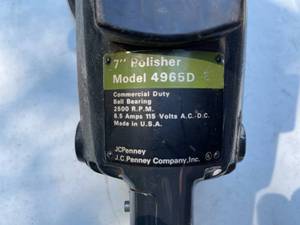 7" Polisher
Model 4965D
Commercial Duty
Ball Bearing
2500 R.P.M.
8.5 Amps 115 Volts A.C.-D.C.
Made in U.S.A.
JCPenney
J.C. Penney Company, Inc.